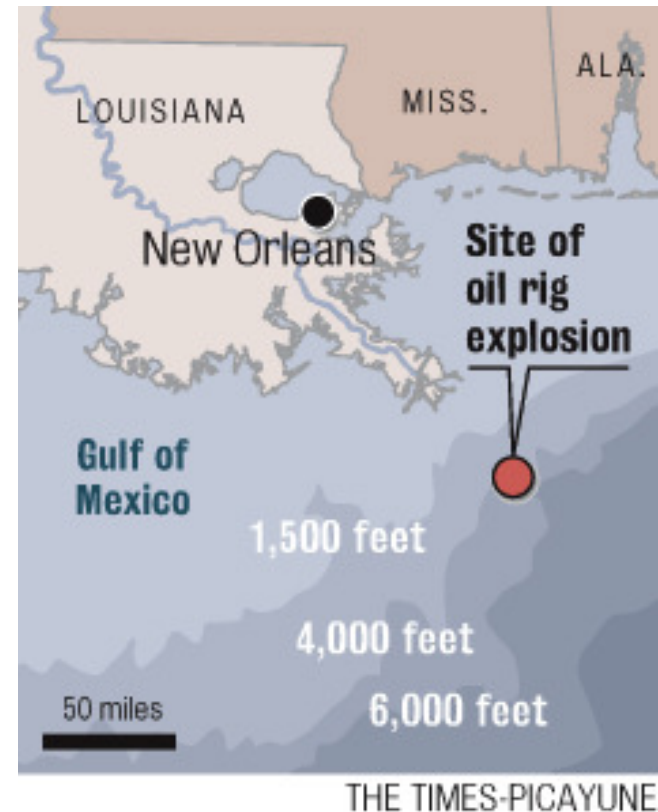 LOUISIANA
MISS.
ALA.
New Orleans
Site of
oil rig
explosion
Gulf of
Mexico
1,500 feet
4,000 feet
6,000 feet
50 miles
THE TIMES-PICAYUNE